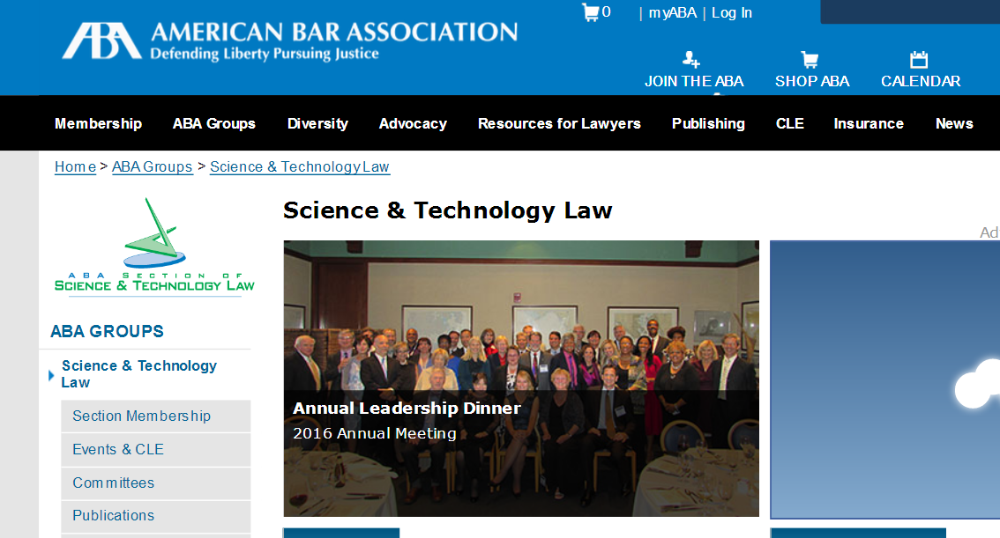 0 | myABA | Log In
ABA AMERICAN BAR ASSOCIATION
Defending Liberty Pursuing Justice
JOIN THE ABA SHOP ABA CALENDAR
Membership ABA Groups Diversity Advocacy Resources for Lawyers Publishing CLE Insurance News
Home > ABA Groups > Science & Technology Law
ABA SECTION OF
SCIENCE & TECHNOLOGY LAW
Science & Technology Law
Ad
ABA GROUPS
Science & Technology
Law
Section Membership
Events & CLE
Committees
Publications
Annual Leadership Dinner
2016 Annual Meeting